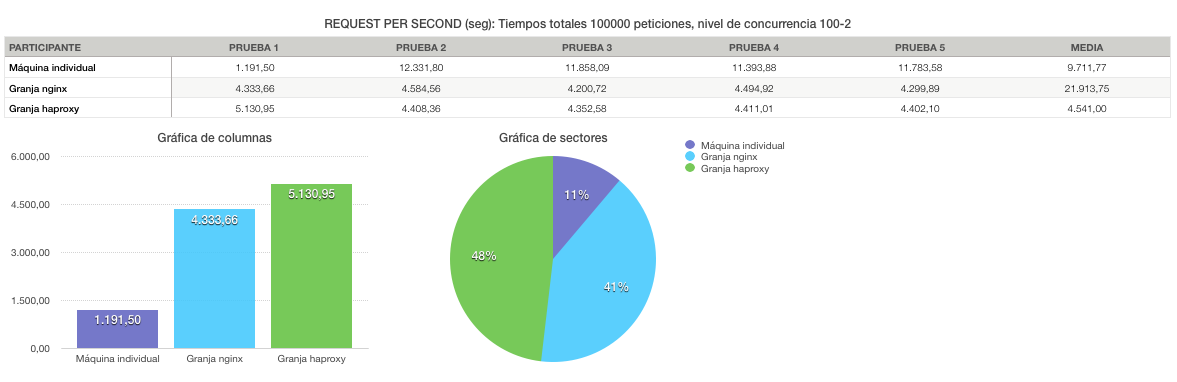 REQUEST PER SECOND (seg): Tiempos totales 100000 peticiones, nivel de concurrencia 100-2
PARTICIPANTE PRUEBA 1 PRUEBA 2 PRUEBA 3 PRUEBA 4 PRUEBA 5 MEDIA
Máquina individual 1.191,50 12.331,80 11.858,09 11.393,88 11.783,58 9.711,77
Granja nginx 4.333,66 4.584,56 4.200,72 4.494,92 4.299,89 21.913,75
Granja haproxy 5.130,95 4.408,36 4.352,58 4.411,01 4.402,10 4.541,00
Gráfica de columnas
6.000,00
4.500,00
3.000,00
1.500,00
0,00
1.191,50
4.333,66
5.130,95
Máquina individual Granja nginx Granja haproxy
Gráfica de sectores
11%
48%
41%
Máquina individual
Granja nginx
Granja haproxy